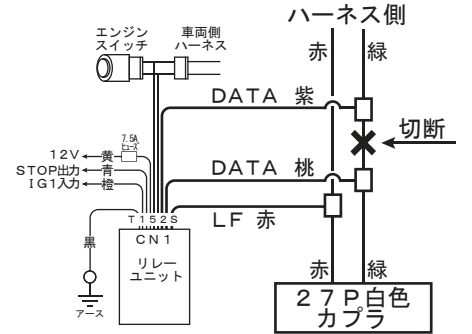 ハーネス側
エンジン
スイッチ
車両側
ハーネス
赤
緑
DATA 紫
切断
7.5A
ヒューズ
12V
黄
STOP出力
青
IG1入力
橙
DATA 桃
LF 赤
T152S
CN1
黒
リレー
ユニット
アース
赤
緑
27P白色
カプラ